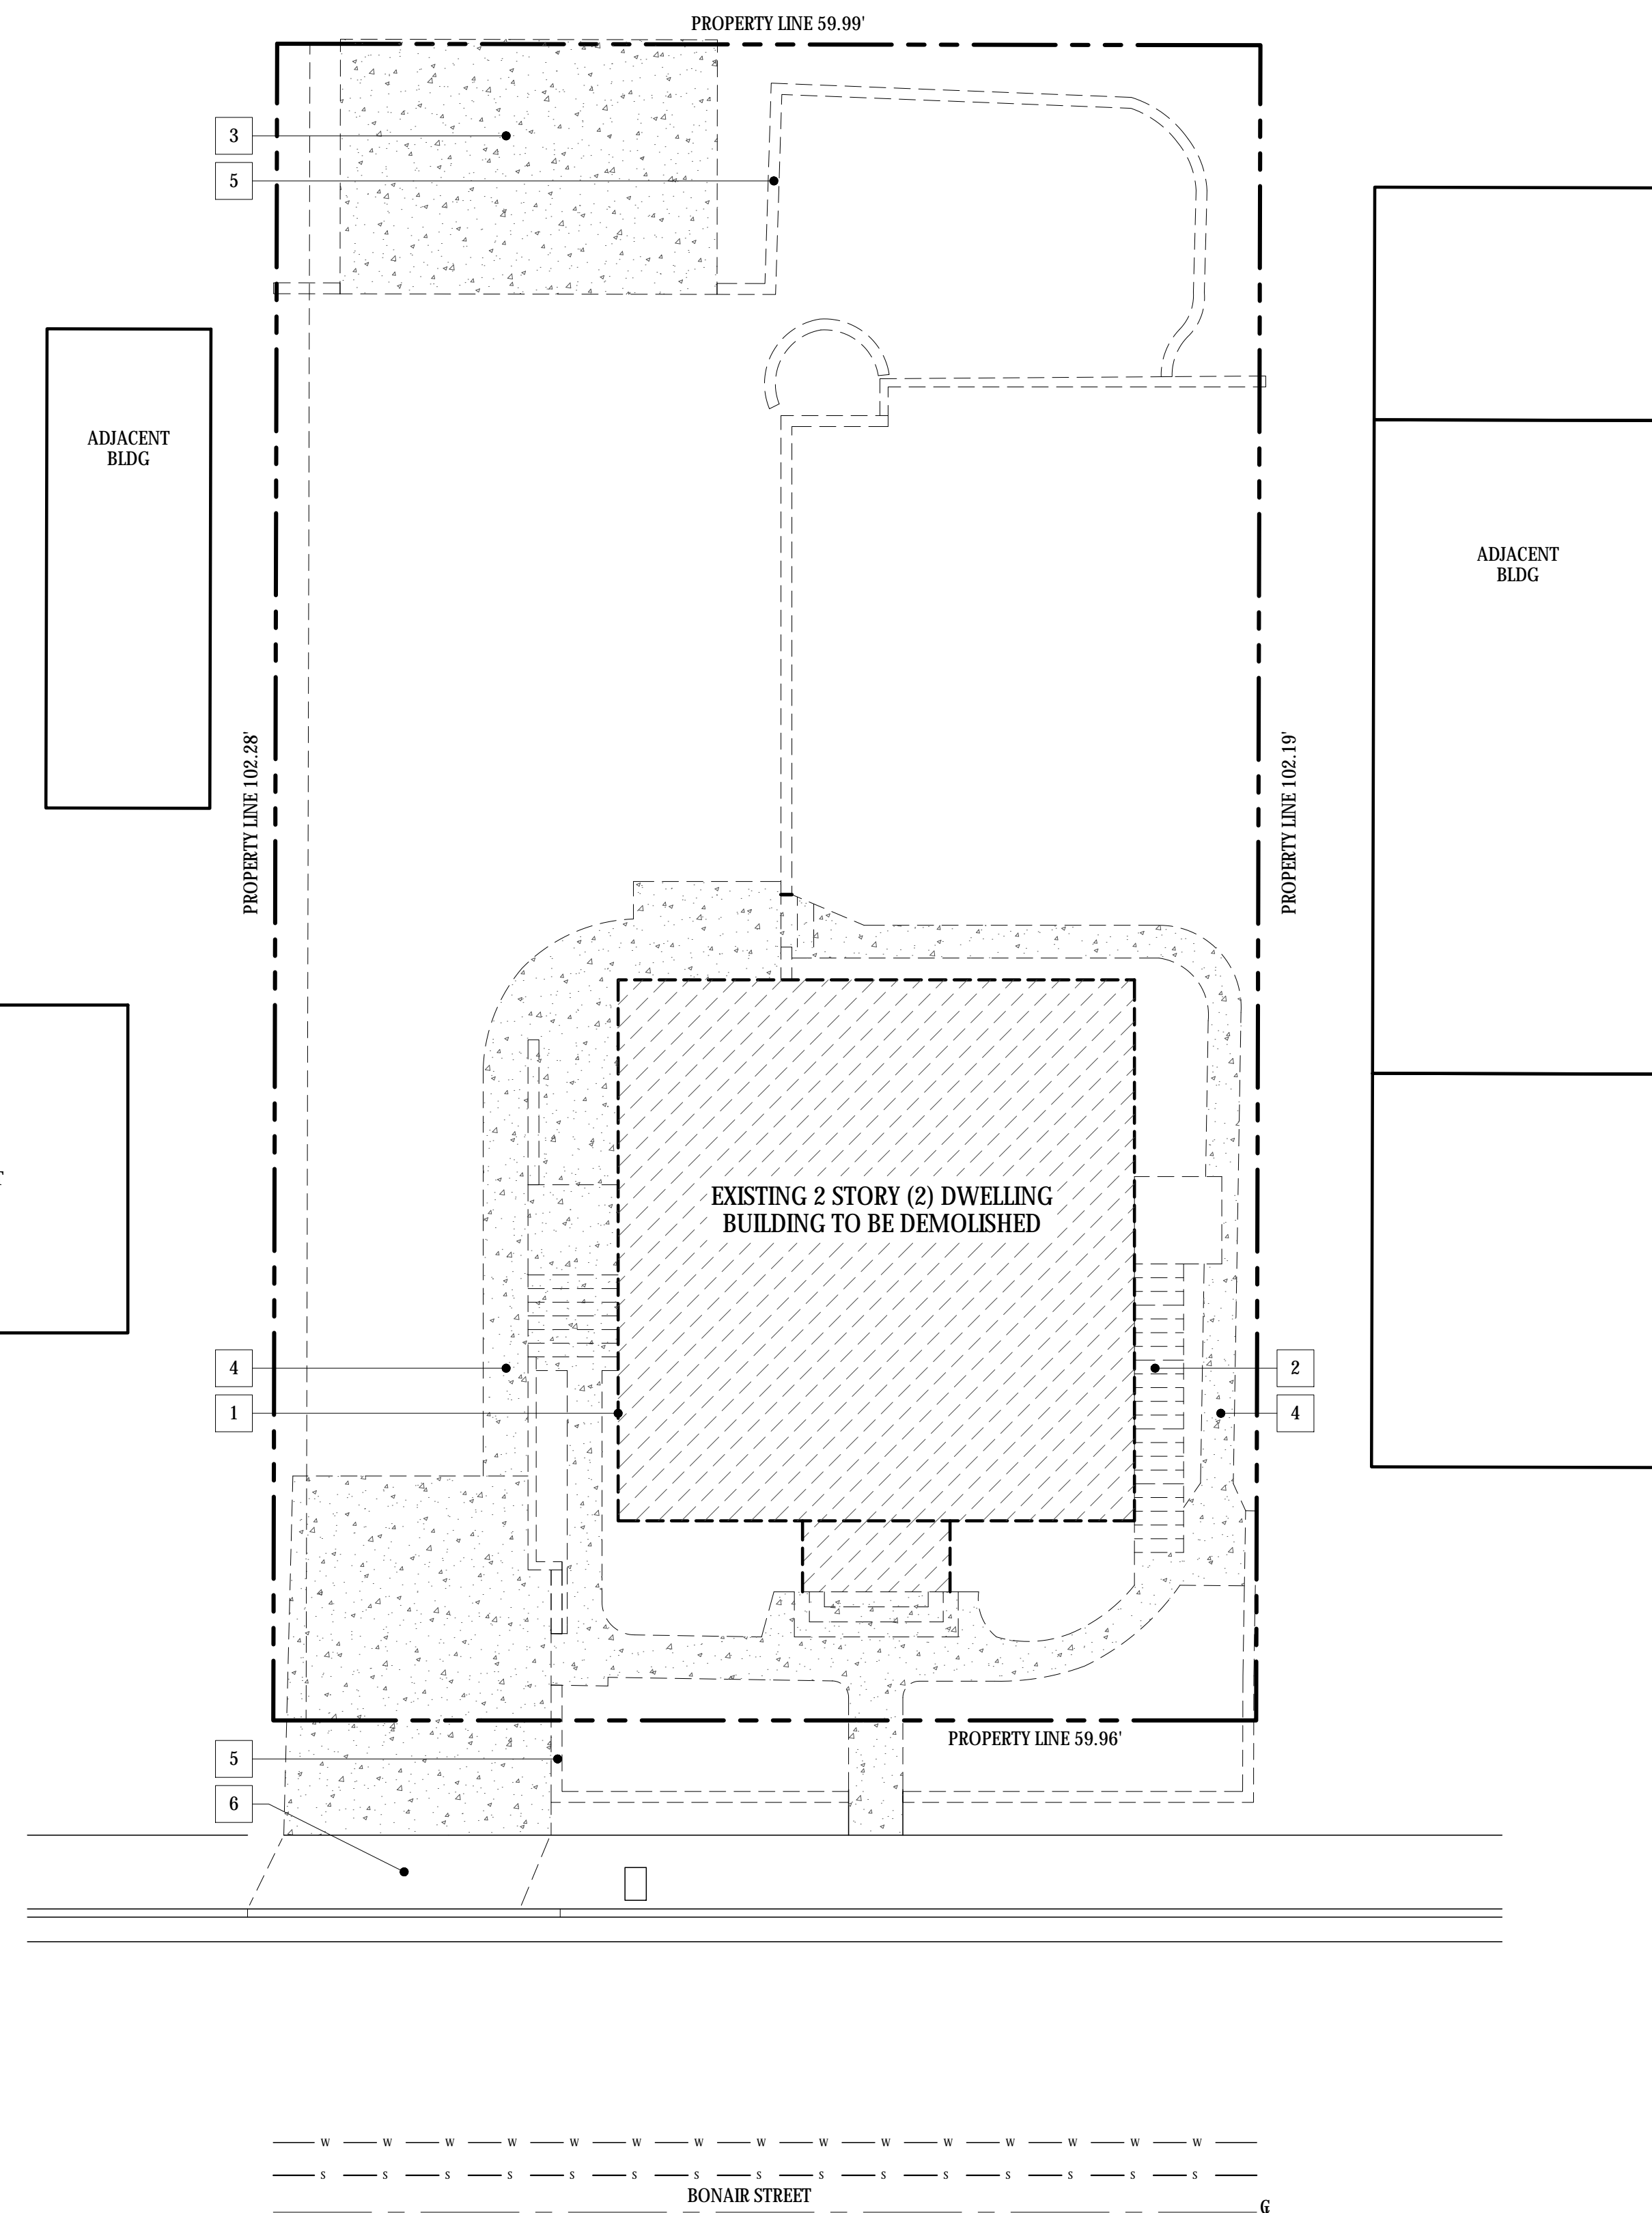 PROPERTY LINE 59.99'
3
5
ADJACENT
BLDG
ADJACENT
BLDG
PROPERTY LINE 102.28'
PROPERTY LINE 102.19'
T
EXISTING 2 STORY (2) DWELLING
BUILDING TO BE DEMOLISHED
4
2
1
4
PROPERTY LINE 59.96'
5
6
W W W W W W W W W W W W W W W
S S S S S S S S S S S S S S S
BONAIR STREET